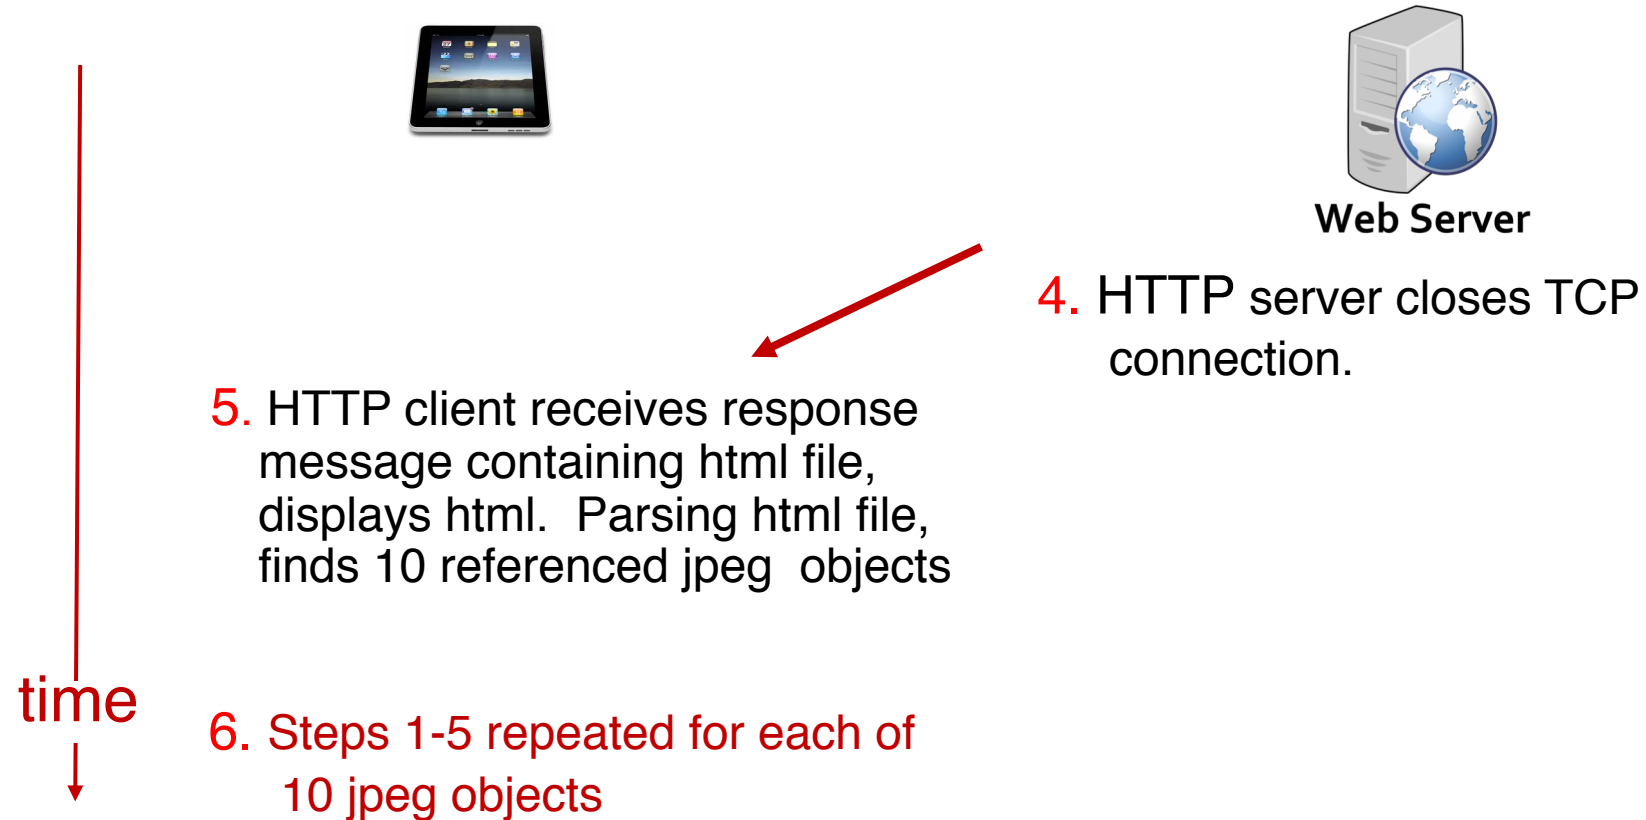 Web Server
4. HTTP server closes TCP
connection.
5. HTTP client receives response
message containing html file,
displays html.  Parsing html file,
finds 10 referenced jpeg  objects
time
6. Steps 1-5 repeated for each of
10 jpeg objects